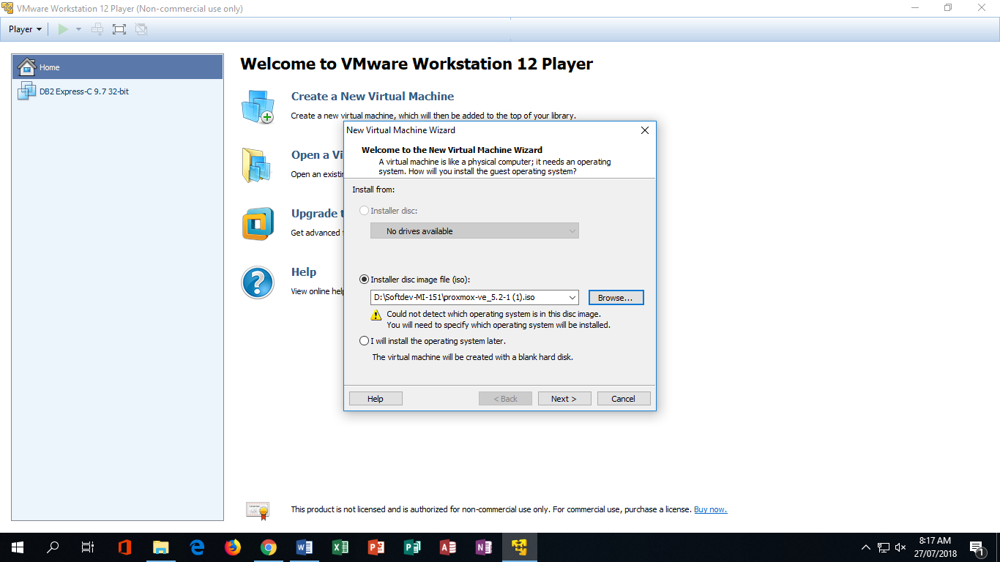 VMware Workstation 12 Player (Non-commercial use only)
Player
Home
DB2 Express-C 9.7 32-bit
Welcome to VMware Workstation 12 Player
Create a New Virtual Machine
Create a new virtual machine, which will then be added to the top of your library.
Open a Vi
Open an existin
Upgrade t
Get advanced
Help
View online help
New Virtual Machine Wizard
Welcome to the New Virtual Machine Wizard
A virtual machine is like a physical computer; it needs an operating
system. How will you install the guest operating system?
Install from:
Installer disc:
No drives available
Installer disc image file (iso):
D:\Softdev-MI-151\proxmox-ve_5.2-1 (1).iso
Browse...
Could not detect which operating system is in this disc image.
You will need to specify which operating system will be installed.
I will install the operating system later.
The virtual machine will be created with a blank hard disk.
Help
< Back
Next >
Cancel
This product is not licensed and is authorized for non-commercial use only. For commercial use, purchase a license. Buy now.
8:17 AM
27/07/2018
1